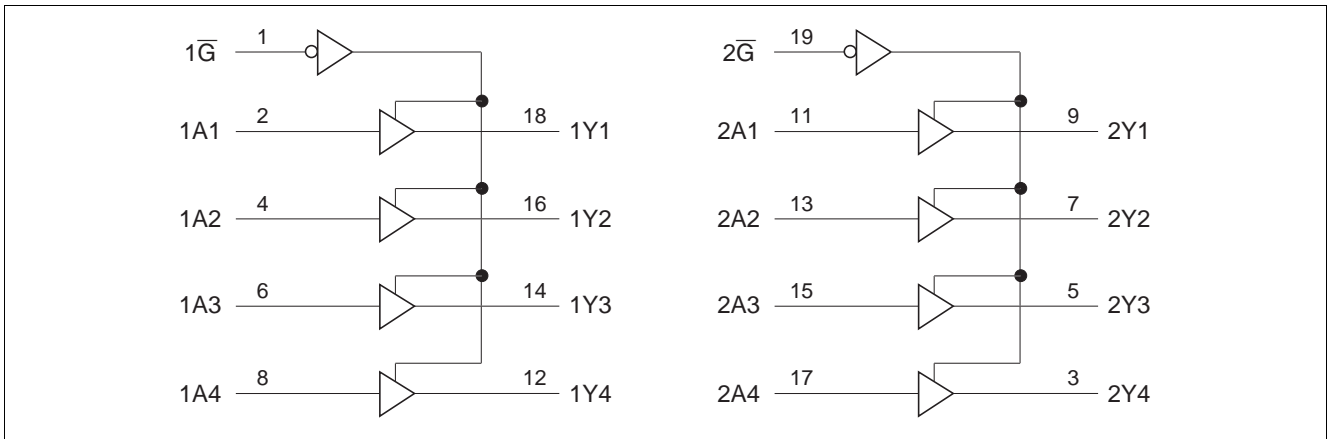 1G̅ 1 2G̅ 19
1A1 2 18 1Y1 2A1 11 9 2Y1
1A2 4 16 1Y2 2A2 13 7 2Y2
1A3 6 14 1Y3 2A3 15 5 2Y3
1A4 8 12 1Y4 2A4 17 3 2Y4